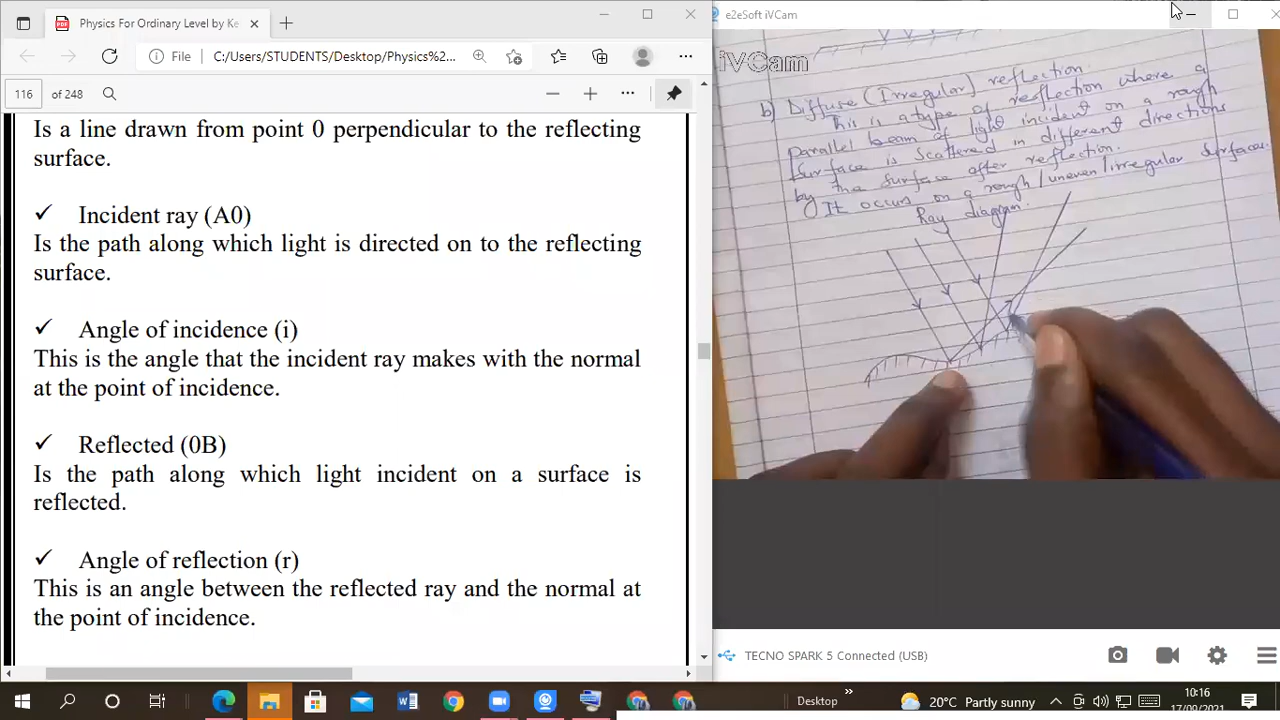 Physics For Ordinary Level by Ke
File
C:/Users/STUDENTS/Desktop/Physics%2...
116 of 248
Is a line drawn from point 0 perpendicular to the reflecting
surface.
✓ Incident ray (A0)
Is the path along which light is directed on to the reflecting
surface.
✓ Angle of incidence (i)
This is the angle that the incident ray makes with the normal
at the point of incidence.
✓ Reflected (0B)
Is the path along which light incident on a surface is
reflected.
✓ Angle of reflection (r)
This is an angle between the reflected ray and the normal at
the point of incidence.
e2eSoft iVCam
iVCam
b) Diffuse (Irregular) reflection.
This is a type of reflection where a
parallel beam of light incident on a rough
surface is scattered in different directions
by the surface after reflection.
It occurs on a rough/uneven/irregular surfaces.
Ray diagram.
TECNO SPARK 5 Connected (USB)
Desktop
20°C Partly sunny
10:16
17/09/2021